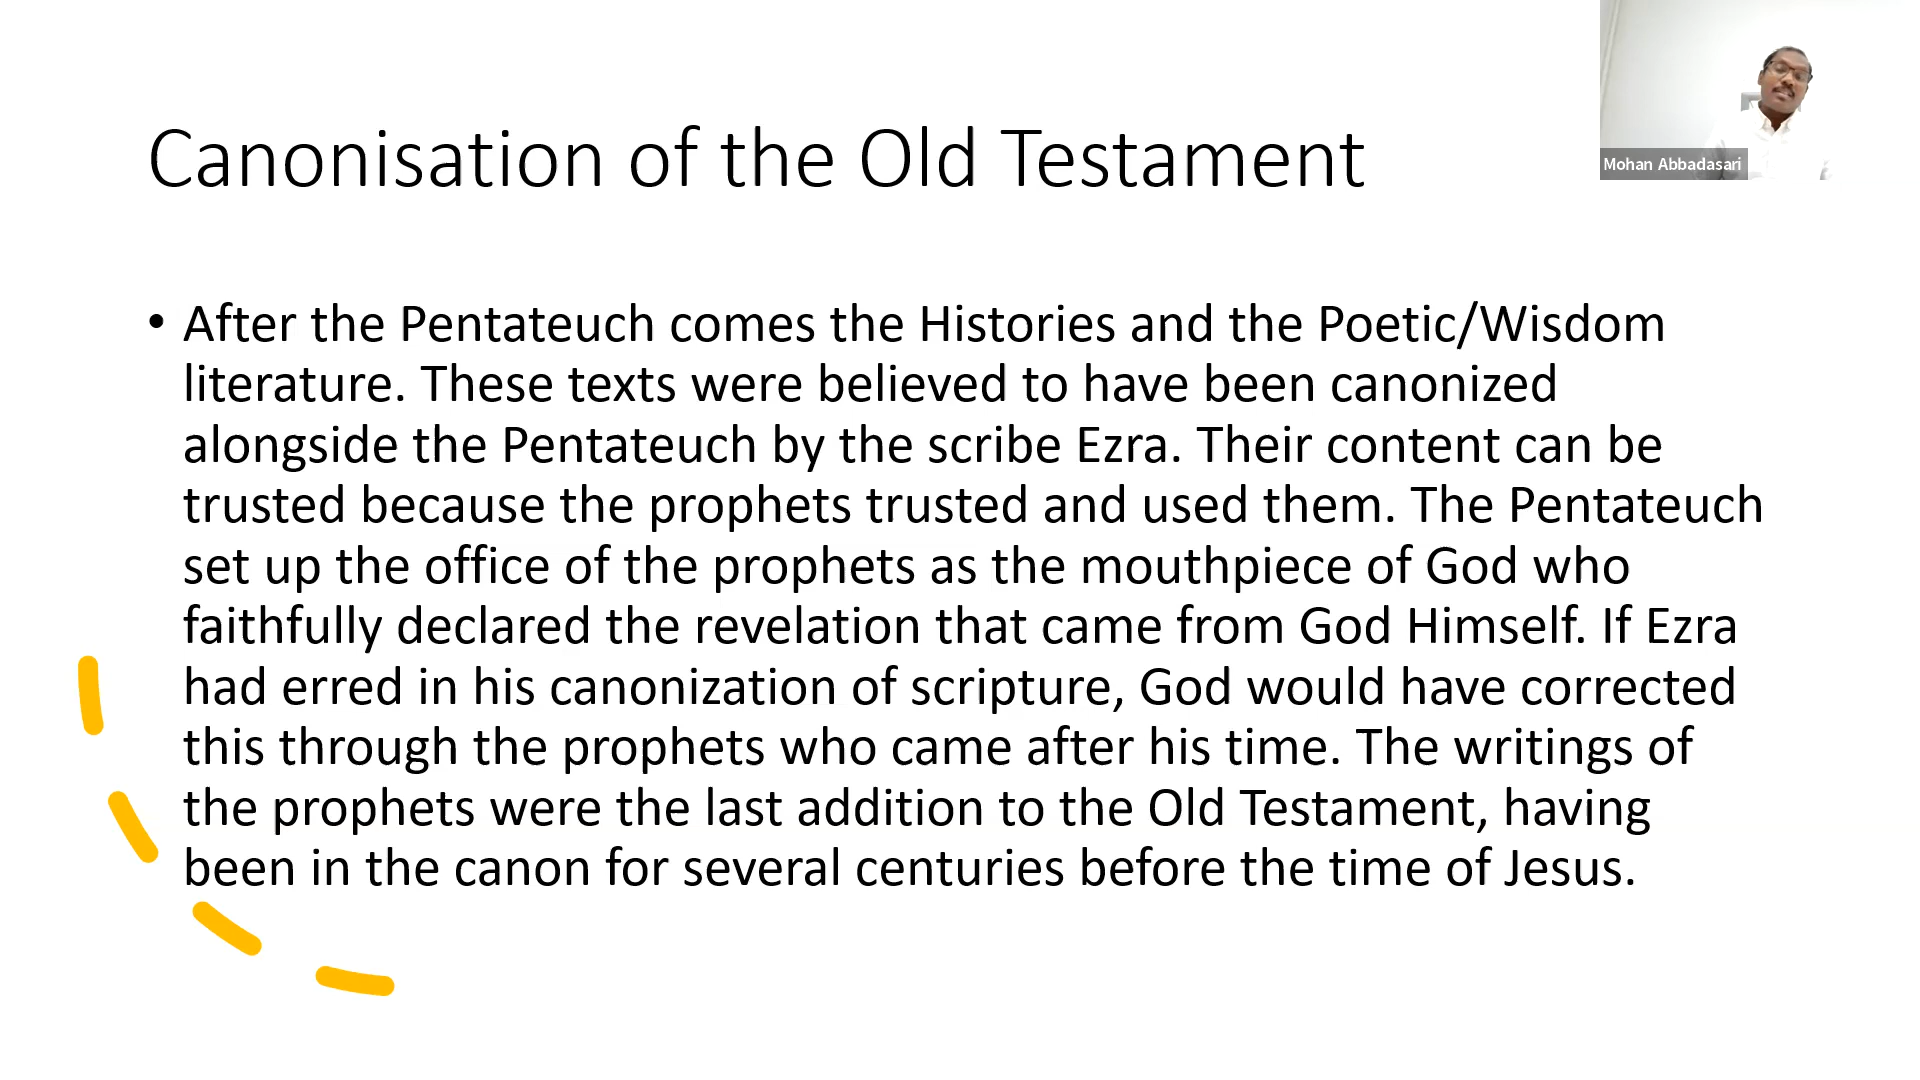 Canonisation of the Old Testament
Mohan Abbadasari
• After the Pentateuch comes the Histories and the Poetic/Wisdom
literature. These texts were believed to have been canonized
alongside the Pentateuch by the scribe Ezra. Their content can be
trusted because the prophets trusted and used them. The Pentateuch
set up the office of the prophets as the mouthpiece of God who
faithfully declared the revelation that came from God Himself. If Ezra
had erred in his canonization of scripture, God would have corrected
this through the prophets who came after his time. The writings of
the prophets were the last addition to the Old Testament, having
been in the canon for several centuries before the time of Jesus.